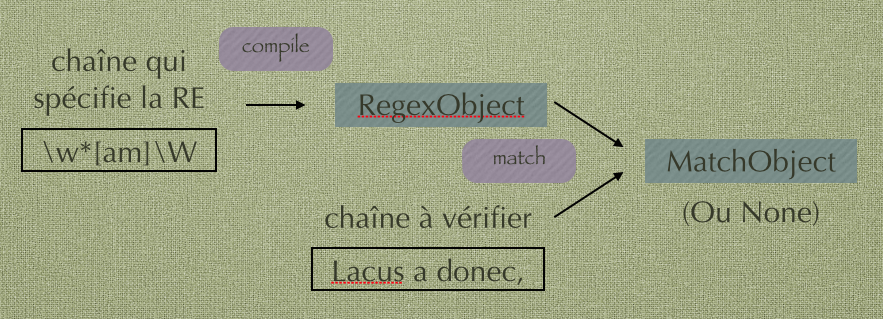 compile
chaîne qui
spécifie la RE
\w*[am]\W
RegexObject
match
MatchObject
(Ou None)
chaîne à vérifier
Lacus a donec,